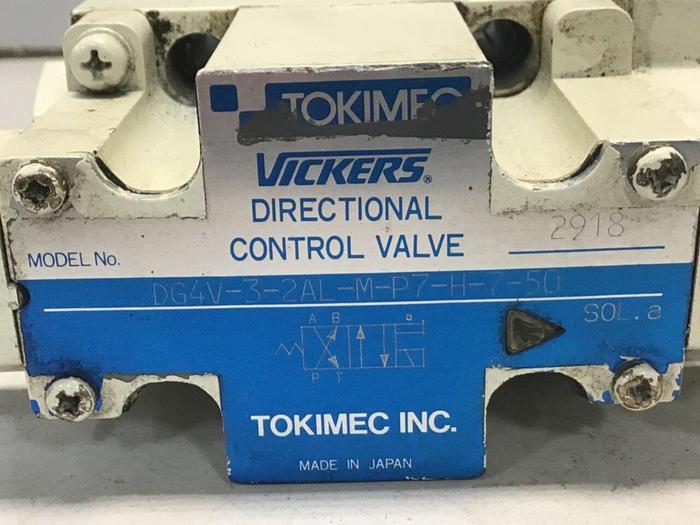 TOKIMEC
VICKERS®
DIRECTIONAL
CONTROL VALVE
2918
MODEL No.
DG4V-3-2AL-M-P7-H-7-50
SOL.a
A B a
P T
TOKIMEC INC.
MADE IN JAPAN